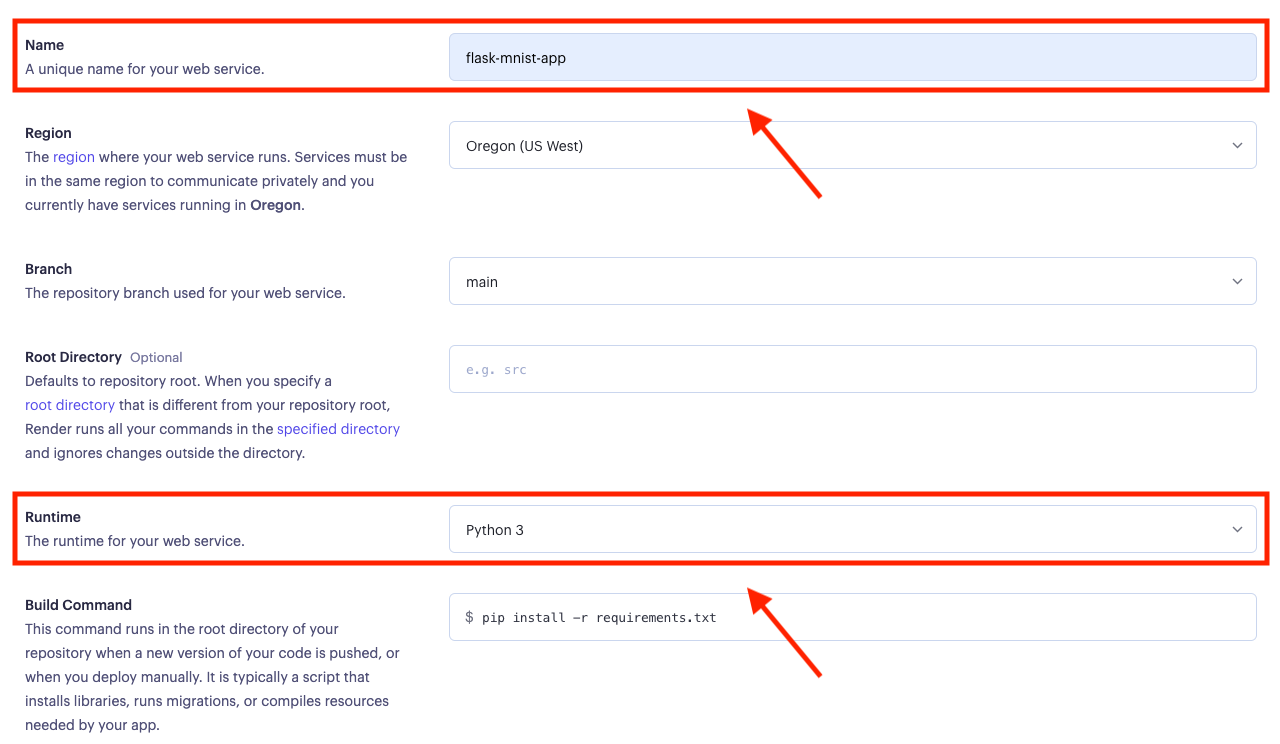 Name
A unique name for your web service.
flask-mnist-app
Region
The region where your web service runs. Services must be
in the same region to communicate privately and you
currently have services running in Oregon.
Oregon (US West)
Branch
The repository branch used for your web service.
main
Root Directory Optional
Defaults to repository root. When you specify a
root directory that is different from your repository root,
Render runs all your commands in the specified directory
and ignores changes outside the directory.
e.g. src
Runtime
The runtime for your web service.
Python 3
Build Command
This command runs in the root directory of your
repository when a new version of your code is pushed, or
when you deploy manually. It is typically a script that
installs libraries, runs migrations, or compiles resources
needed by your app.
$ pip install -r requirements.txt